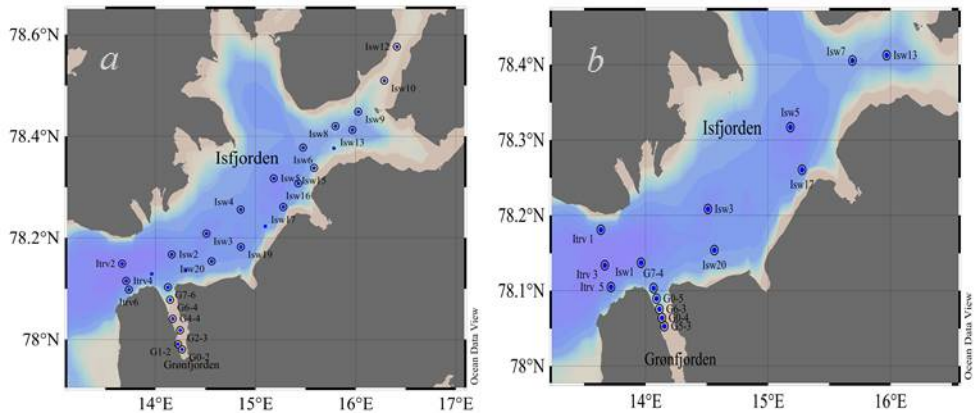 a
78.6°N
78.4°N
78.2°N
78°N
14°E
15°E
16°E
17°E
Isw12
Isw10
Isw9
Isw8
Isw13
Isfjorden
Isw6
Isw5
Isw15
Isw16
Isw4
Isw17
Isw3
Isw2
Isw19
Isw20
Itrv2
Itrv4
Itrv6
G7-6
G6-4
G4-4
G2-3
G1-2
G0-2
Grønfjorden
Ocean Data View
b
78.4°N
78.3°N
78.2°N
78.1°N
78°N
14°E
15°E
16°E
Isw7
Isw13
Isfjorden
Isw5
Isw17
Isw3
Itrv 1
Isw20
Itrv 3
Isw1
G7-4
Itrv 5
G0-5
G6-3
G0-4
G5-3
Grønfjorden
Ocean Data View